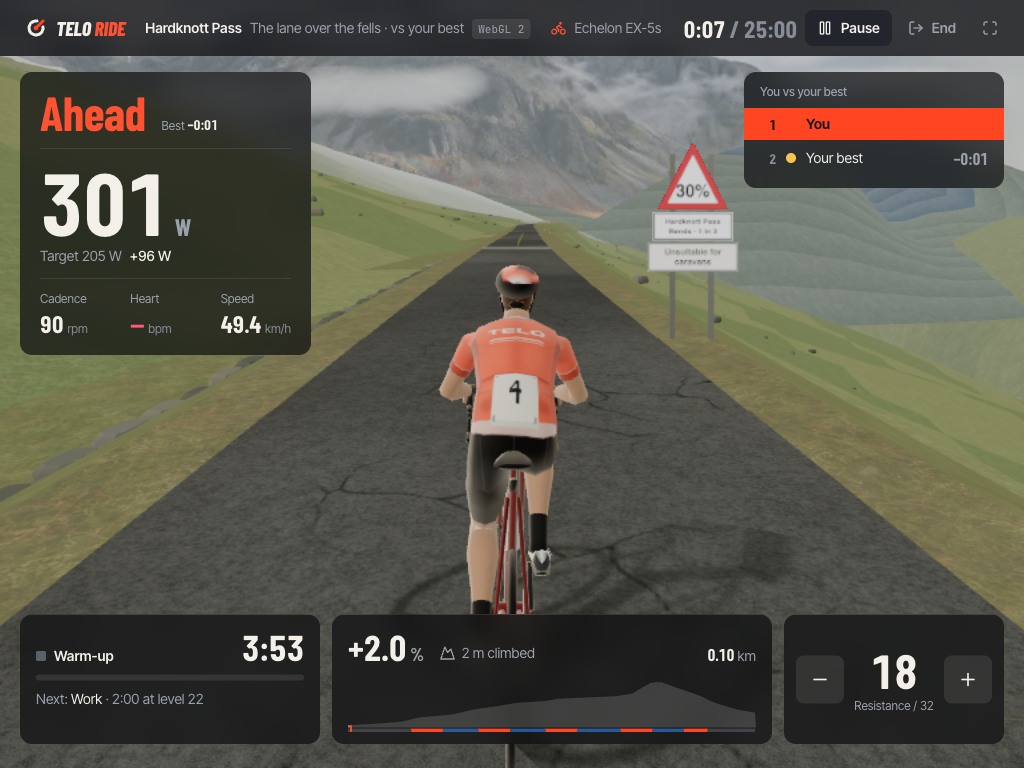 TELO RIDE Hardknott Pass The lane over the fells · vs your best WebGL 2 Echelon EX-5s 0:07 / 25:00 Pause End
Ahead Best −0:01
301 W
Target 205 W +96 W
Cadence Heart Speed
90 rpm – bpm 49.4 km/h
You vs your best
1 You
2 Your best −0:01
30%
Hardknott Pass
Bends · 1 in 3
Unsuitable for
caravans
TELO
4
Warm-up 3:53
Next: Work · 2:00 at level 22
+2.0 % 2 m climbed 0.10 km
− 18 +
Resistance / 32